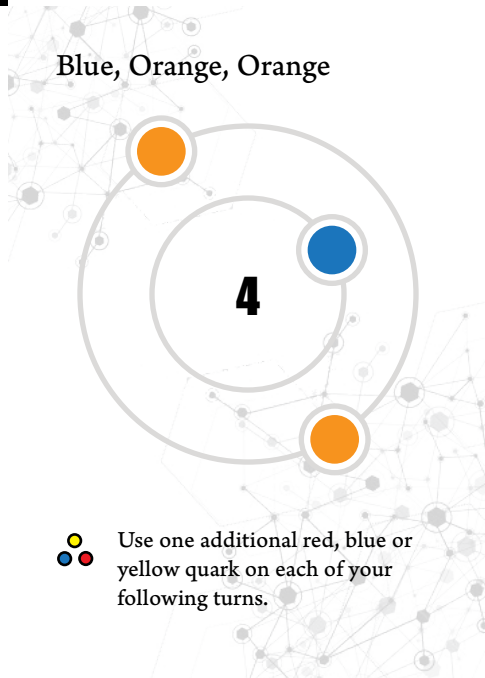 Blue, Orange, Orange
4
Use one additional red, blue or
yellow quark on each of your
following turns.